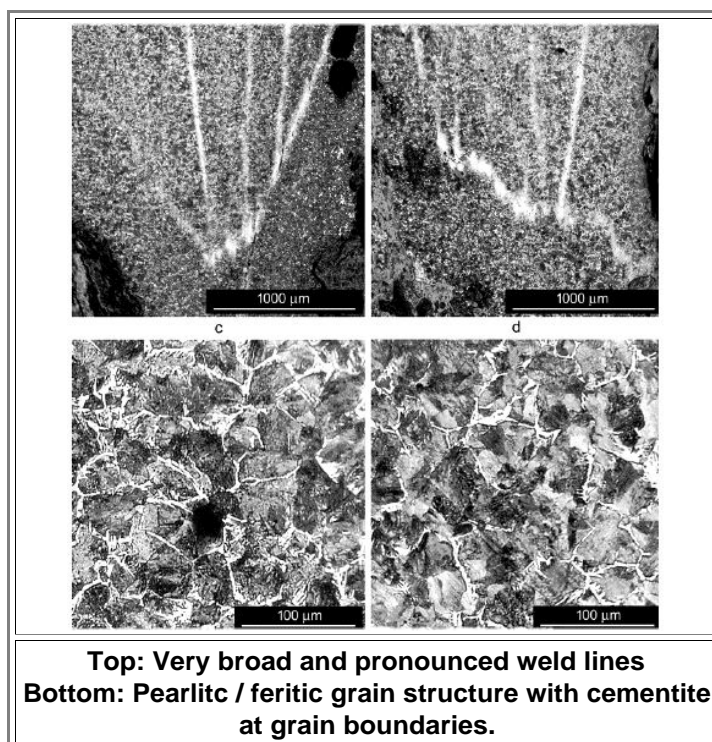 1000 µm
1000 µm
c
d
100 µm
100 µm
Top: Very broad and pronounced weld lines
Bottom: Pearlitc / feritic grain structure with cementite
at grain boundaries.